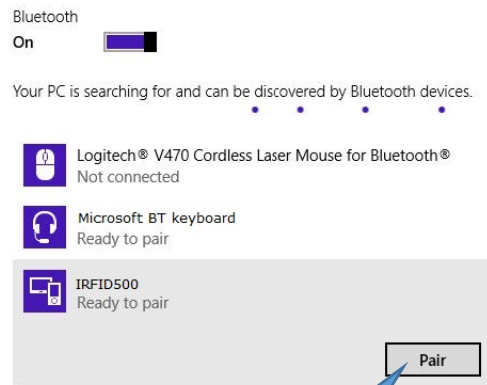 Bluetooth
On
Your PC is searching for and can be discovered by Bluetooth devices.
Logitech® V470 Cordless Laser Mouse for Bluetooth®
Not connected
Microsoft BT keyboard
Ready to pair
IRFID500
Ready to pair
Pair